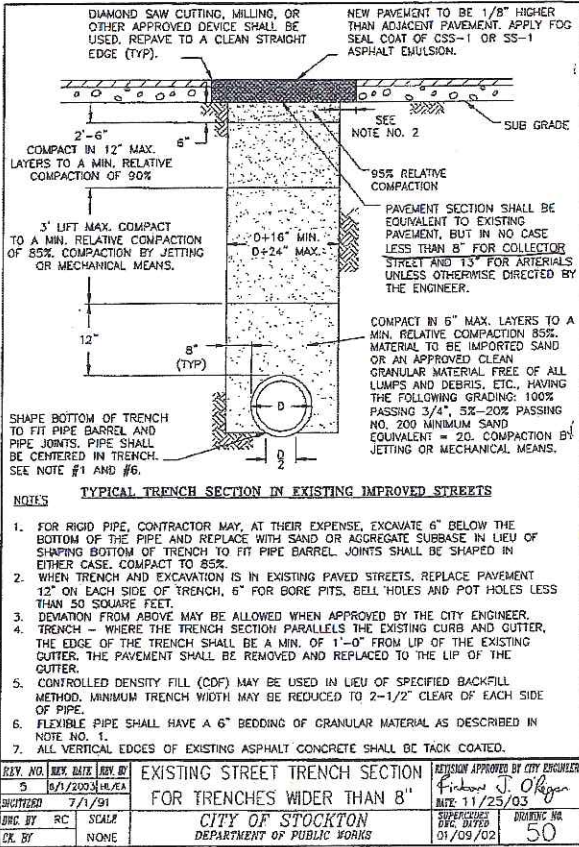 DIAMOND SAW CUTTING, MILLING, OR
OTHER APPROVED DEVICE SHALL BE
USED. REPAVE TO A CLEAN STRAIGHT
EDGE (TYP).
NEW PAVEMENT TO BE 1/8" HIGHER
THAN ADJACENT PAVEMENT. APPLY FOG
SEAL COAT OF CSS-1 OR SS-1
ASPHALT EMULSION.
2'-6"
6"
COMPACT IN 12" MAX.
LAYERS TO A MIN. RELATIVE
COMPACTION OF 90%
SEE
NOTE NO. 2
SUB GRADE
95% RELATIVE
COMPACTION
3' LIFT MAX. COMPACT
TO A MIN. RELATIVE COMPACTION
OF 85%. COMPACTION BY JETTING
OR MECHANICAL MEANS.
D+16" MIN.
D+24" MAX.
PAVEMENT SECTION SHALL BE
EQUIVALENT TO EXISTING
PAVEMENT, BUT IN NO CASE
LESS THAN 8" FOR COLLECTOR
STREET AND 13" FOR ARTERIALS
UNLESS OTHERWISE DIRECTED BY
THE ENGINEER.
12"
8"
(TYP)
D
D
2
COMPACT IN 6" MAX. LAYERS TO A
MIN. RELATIVE COMPACTION 85%.
MATERIAL TO BE IMPORTED SAND
OR AN APPROVED CLEAN
GRANULAR MATERIAL FREE OF ALL
LUMPS AND DEBRIS, ETC., HAVING
THE FOLLOWING GRADING: 100%
PASSING 3/4", 5%-20% PASSING
NO. 200 MINIMUM SAND
EQUIVALENT = 20. COMPACTION BY
JETTING OR MECHANICAL MEANS.
SHAPE BOTTOM OF TRENCH
TO FIT PIPE BARREL AND
PIPE JOINTS. PIPE SHALL
BE CENTERED IN TRENCH.
SEE NOTE #1 AND #6.
TYPICAL TRENCH SECTION IN EXISTING IMPROVED STREETS
NOTES
1. FOR RIGID PIPE, CONTRACTOR MAY, AT THEIR EXPENSE, EXCAVATE 6" BELOW THE
BOTTOM OF THE PIPE AND REPLACE WITH SAND OR AGGREGATE SUBBASE IN LIEU OF
SHAPING BOTTOM OF TRENCH TO FIT PIPE BARREL. JOINTS SHALL BE SHAPED IN
EITHER CASE. COMPACT TO 85%.
2. WHEN TRENCH AND EXCAVATION IS IN EXISTING PAVED STREETS, REPLACE PAVEMENT
12" ON EACH SIDE OF TRENCH, 6" FOR BORE PITS, BELL HOLES AND POT HOLES LESS
THAN 50 SQUARE FEET.
3. DEVIATION FROM ABOVE MAY BE ALLOWED WHEN APPROVED BY THE CITY ENGINEER.
4. TRENCH - WHERE THE TRENCH SECTION PARALLELS THE EXISTING CURB AND GUTTER,
THE EDGE OF THE TRENCH SHALL BE A MIN. OF 1'-0" FROM LIP OF THE EXISTING
GUTTER. THE PAVEMENT SHALL BE REMOVED AND REPLACED TO THE LIP OF THE
GUTTER.
5. CONTROLLED DENSITY FILL (CDF) MAY BE USED IN LIEU OF SPECIFIED BACKFILL
METHOD. MINIMUM TRENCH WIDTH MAY BE REDUCED TO 2-1/2" CLEAR OF EACH SIDE
OF PIPE.
6. FLEXIBLE PIPE SHALL HAVE A 6" BEDDING OF GRANULAR MATERIAL AS DESCRIBED IN
NOTE NO. 1.
7. ALL VERTICAL EDGES OF EXISTING ASPHALT CONCRETE SHALL BE TACK COATED.
REV. NO. REV. DATE REV. BY
5 6/1/2003 HL/EA
DIGITIZED 7/1/91
DWG. BY RC SCALE
CK. BY NONE
EXISTING STREET TRENCH SECTION
FOR TRENCHES WIDER THAN 8"
CITY OF STOCKTON
DEPARTMENT OF PUBLIC WORKS
REVISION APPROVED BY CITY ENGINEER
DATE: 11/25/03
SUPERCEDES
DWG. DATED
01/09/02
DRAWING NO.
50